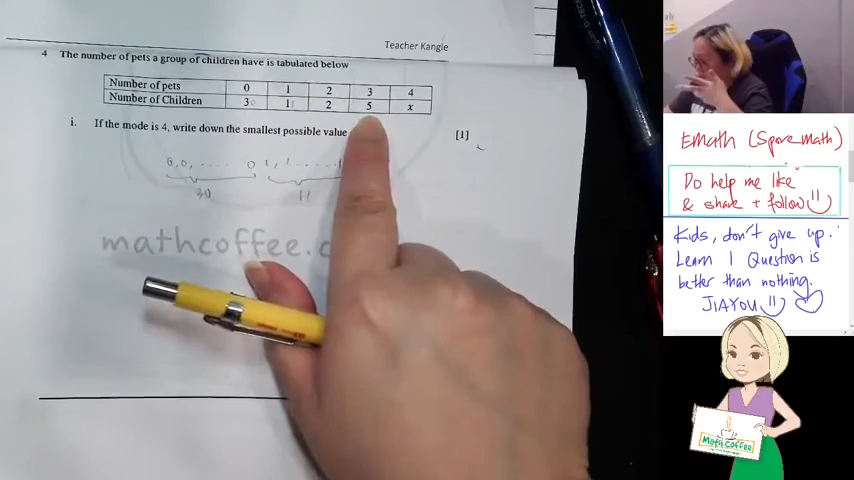 Teacher Kangie
4 The number of pets a group of children have is tabulated below
Number of pets 0 1 2 3 4
Number of Children 30 11 2 5 x
i. If the mode is 4, write down the smallest possible value [1]
0,0, ..... 0 1, 1 .....
30 11
mathcoffee.c
Emath (Spore math)
Do help me like
& share + follow
Kids, don't give up.
Learn 1 Question is
better than nothing.
JIAYOU
MathCoffee